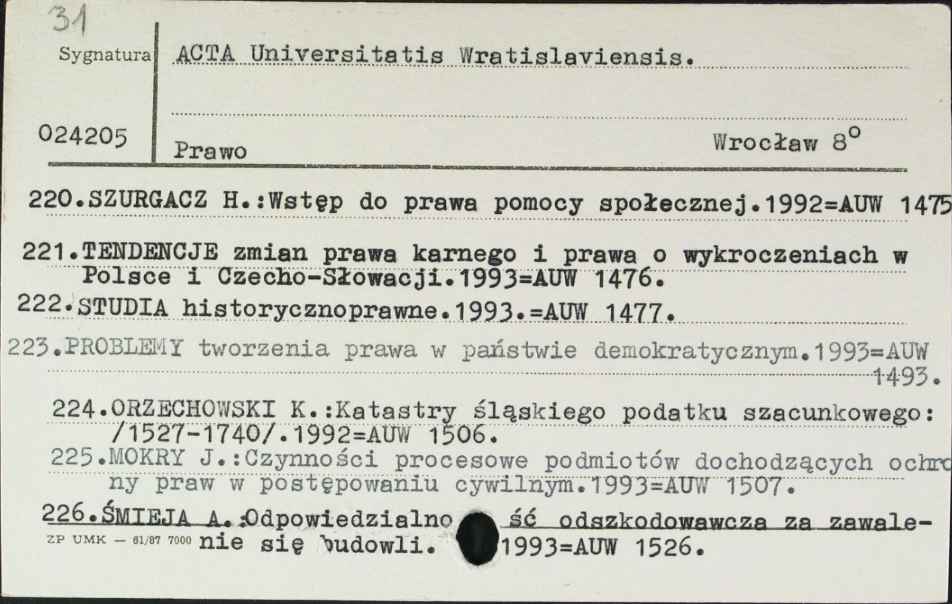 31
Sygnatura ACTA Universitatis Wratislaviensis.
024205 Prawo Wrocław 8°
220.SZURGACZ H.:Wstęp do prawa pomocy społecznej.1992=AUW 1475
221.TENDENCJE zmian prawa karnego i prawa o wykroczeniach w
Polsce i Czecho-Słowacji.1993=AUW 1476.
222.STUDIA historycznoprawne.1993.=AUW 1477.
223.PROBLEMY tworzenia prawa w państwie demokratycznym.1993=AUW
1493.
224.ORZECHOWSKI K.:Katastry śląskiego podatku szacunkowego:
/1527-1740/.1992=AUW 1506.
225.MOKRY J.:Czynności procesowe podmiotów dochodzących ochro
ny praw w postępowaniu cywilnym.1993=AUW 1507.
226.ŚMIEJA A.:Odpowiedzialno ść odszkodowawcza za zawale-
ZP UMK — 61/87 7000 nie się budowli. 1993=AUW 1526.